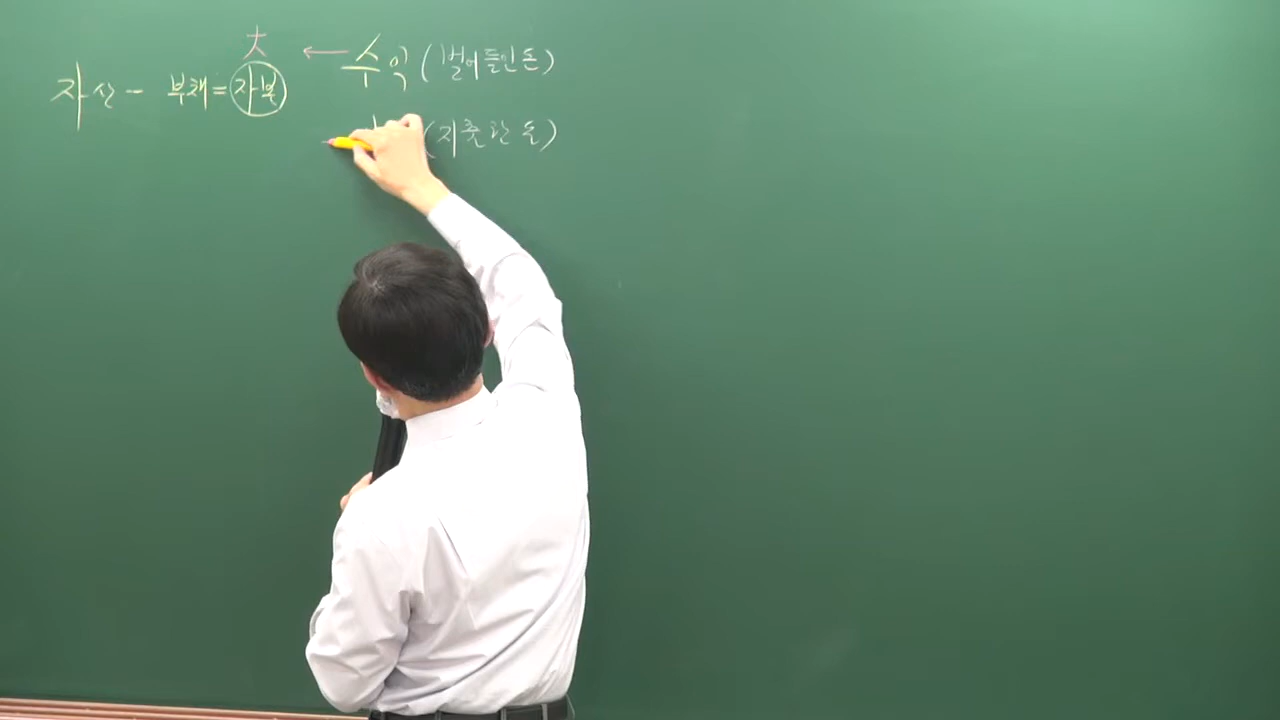 大 ← 수익 (벌어들인 돈)
자산 - 부채 = 자본
(지출한 돈)